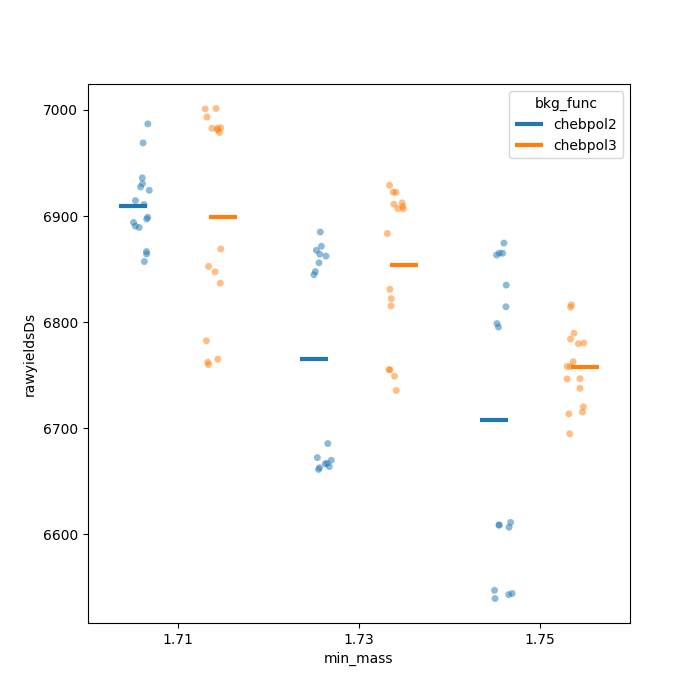 bkg_func
chebpol2
chebpol3
7000
6900
6800
6700
6600
rawyieldsDs
1.71
1.73
1.75
min_mass